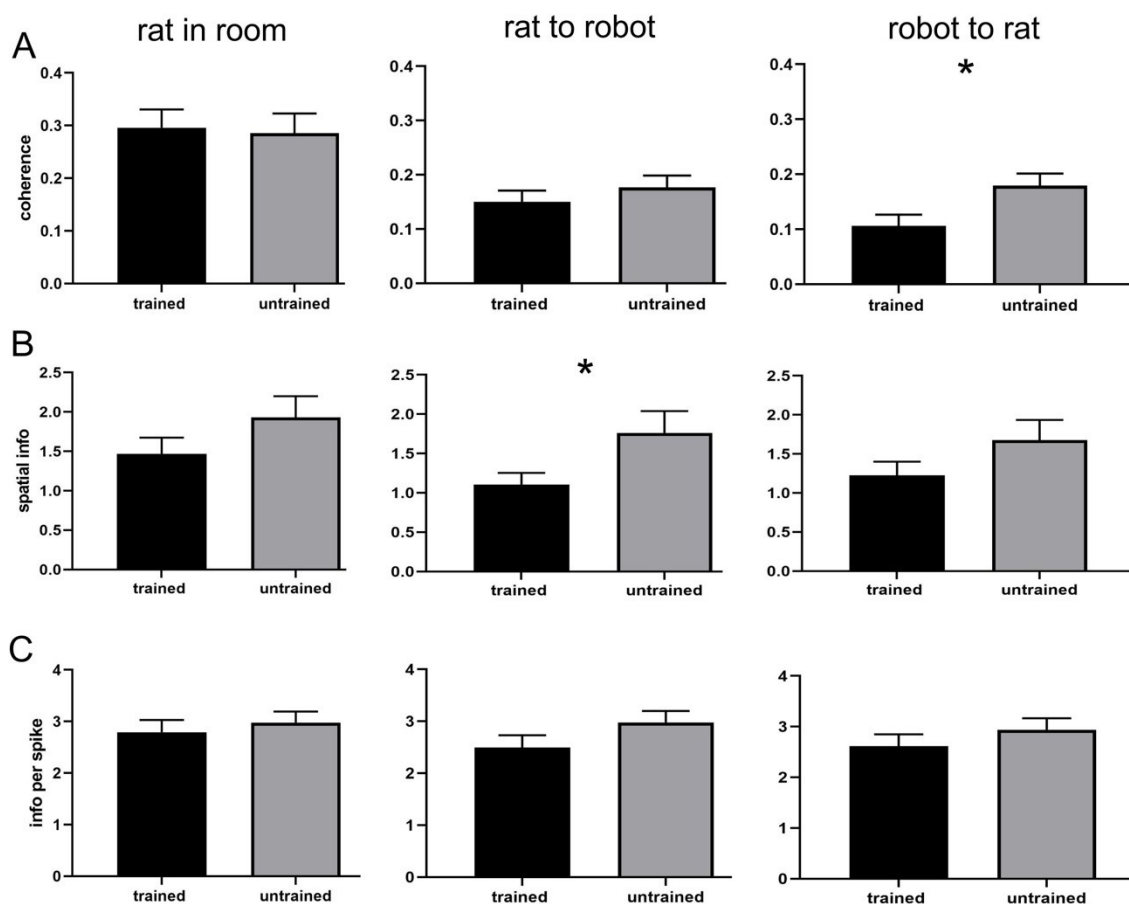 rat in room rat to robot robot to rat
A
*
coherence
0.4 0.4 0.4
0.3 0.3 0.3
0.2 0.2 0.2
0.1 0.1 0.1
0.0 0.0 0.0
trained untrained trained untrained trained untrained
B
*
spatial info
2.5 2.5 2.5
2.0 2.0 2.0
1.5 1.5 1.5
1.0 1.0 1.0
0.5 0.5 0.5
0.0 0.0 0.0
trained untrained trained untrained trained untrained
C
info per spike
4 4 4
3 3 3
2 2 2
1 1 1
0 0 0
trained untrained trained untrained trained untrained